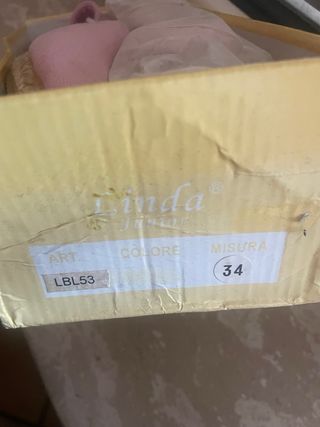 Linda®
Junior
ART. COLORE MISURA
LBL53 34